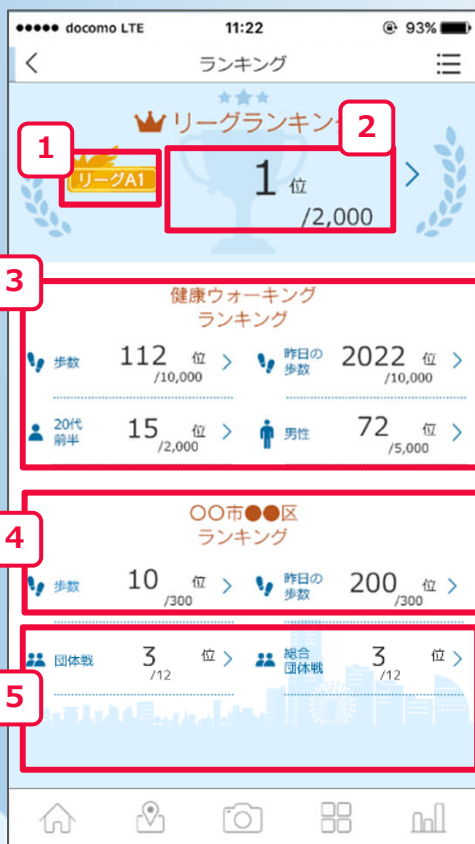 docomo LTE 11:22 93%
ランキング
リーグランキン
1
2
リーグA1
1 位
/2,000
3
健康ウォーキング
ランキング
歩数 112 位 /10,000
昨日の歩数 2022 位 /10,000
20代前半 15 位 /2,000
男性 72 位 /5,000
4
〇〇市●●区
ランキング
歩数 10 位 /300
昨日の歩数 200 位 /300
5
団体戦 3 位 /12
総合団体戦 3 位 /12